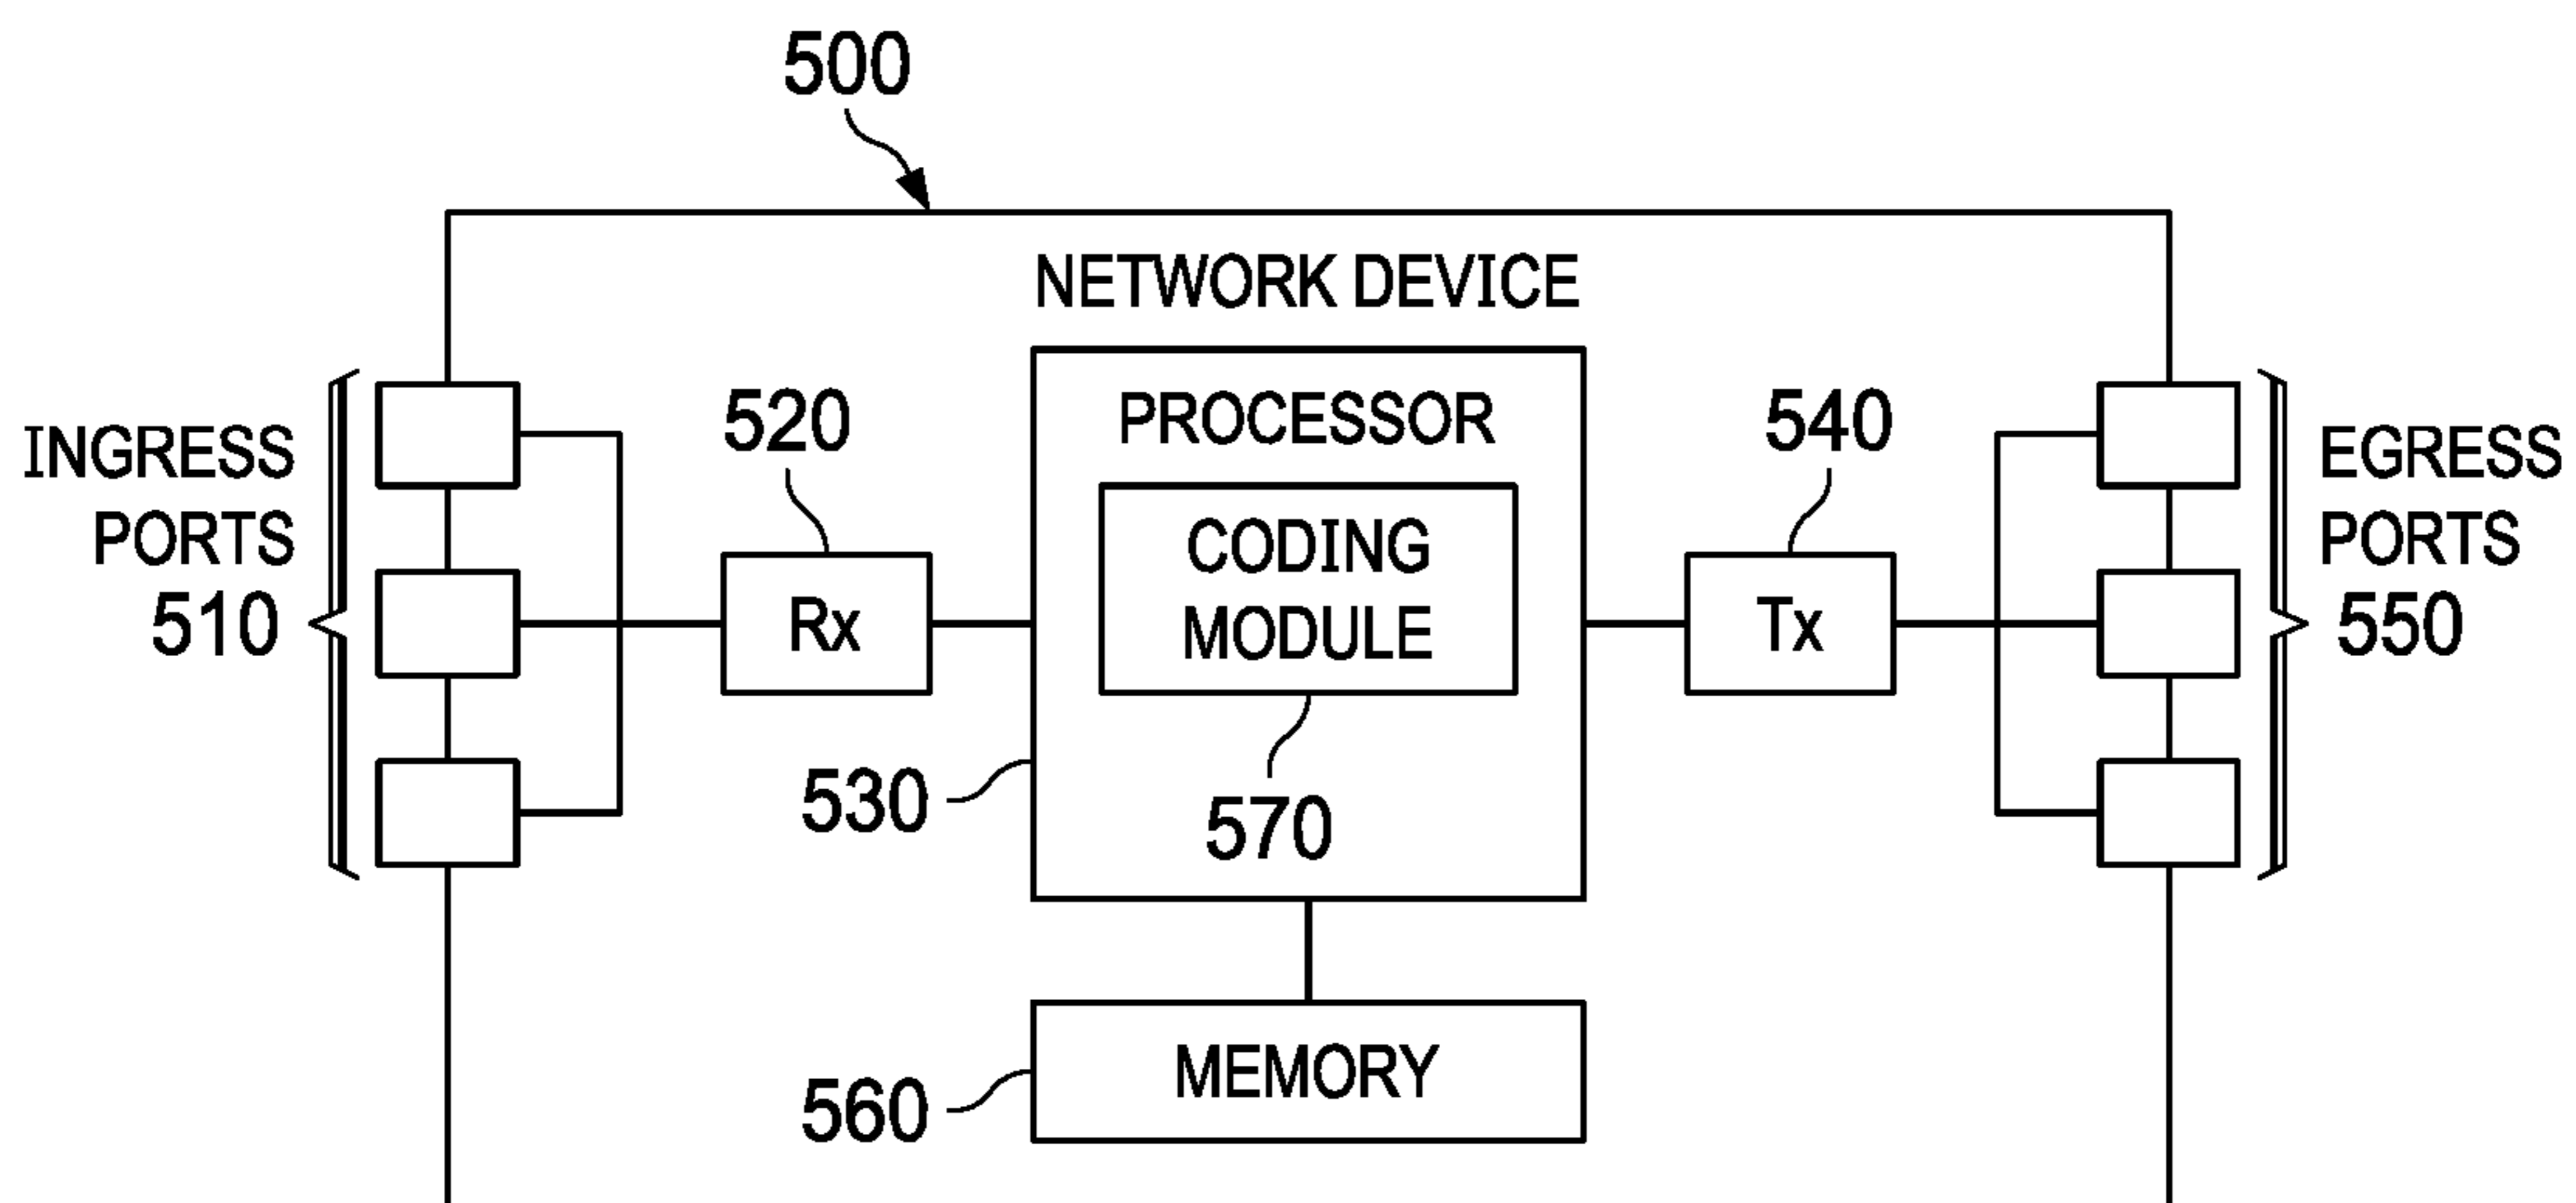 500
NETWORK DEVICE
INGRESS
PORTS
510
520
Rx
PROCESSOR
CODING
MODULE
570
530
540
Tx
EGRESS
PORTS
550
MEMORY
560